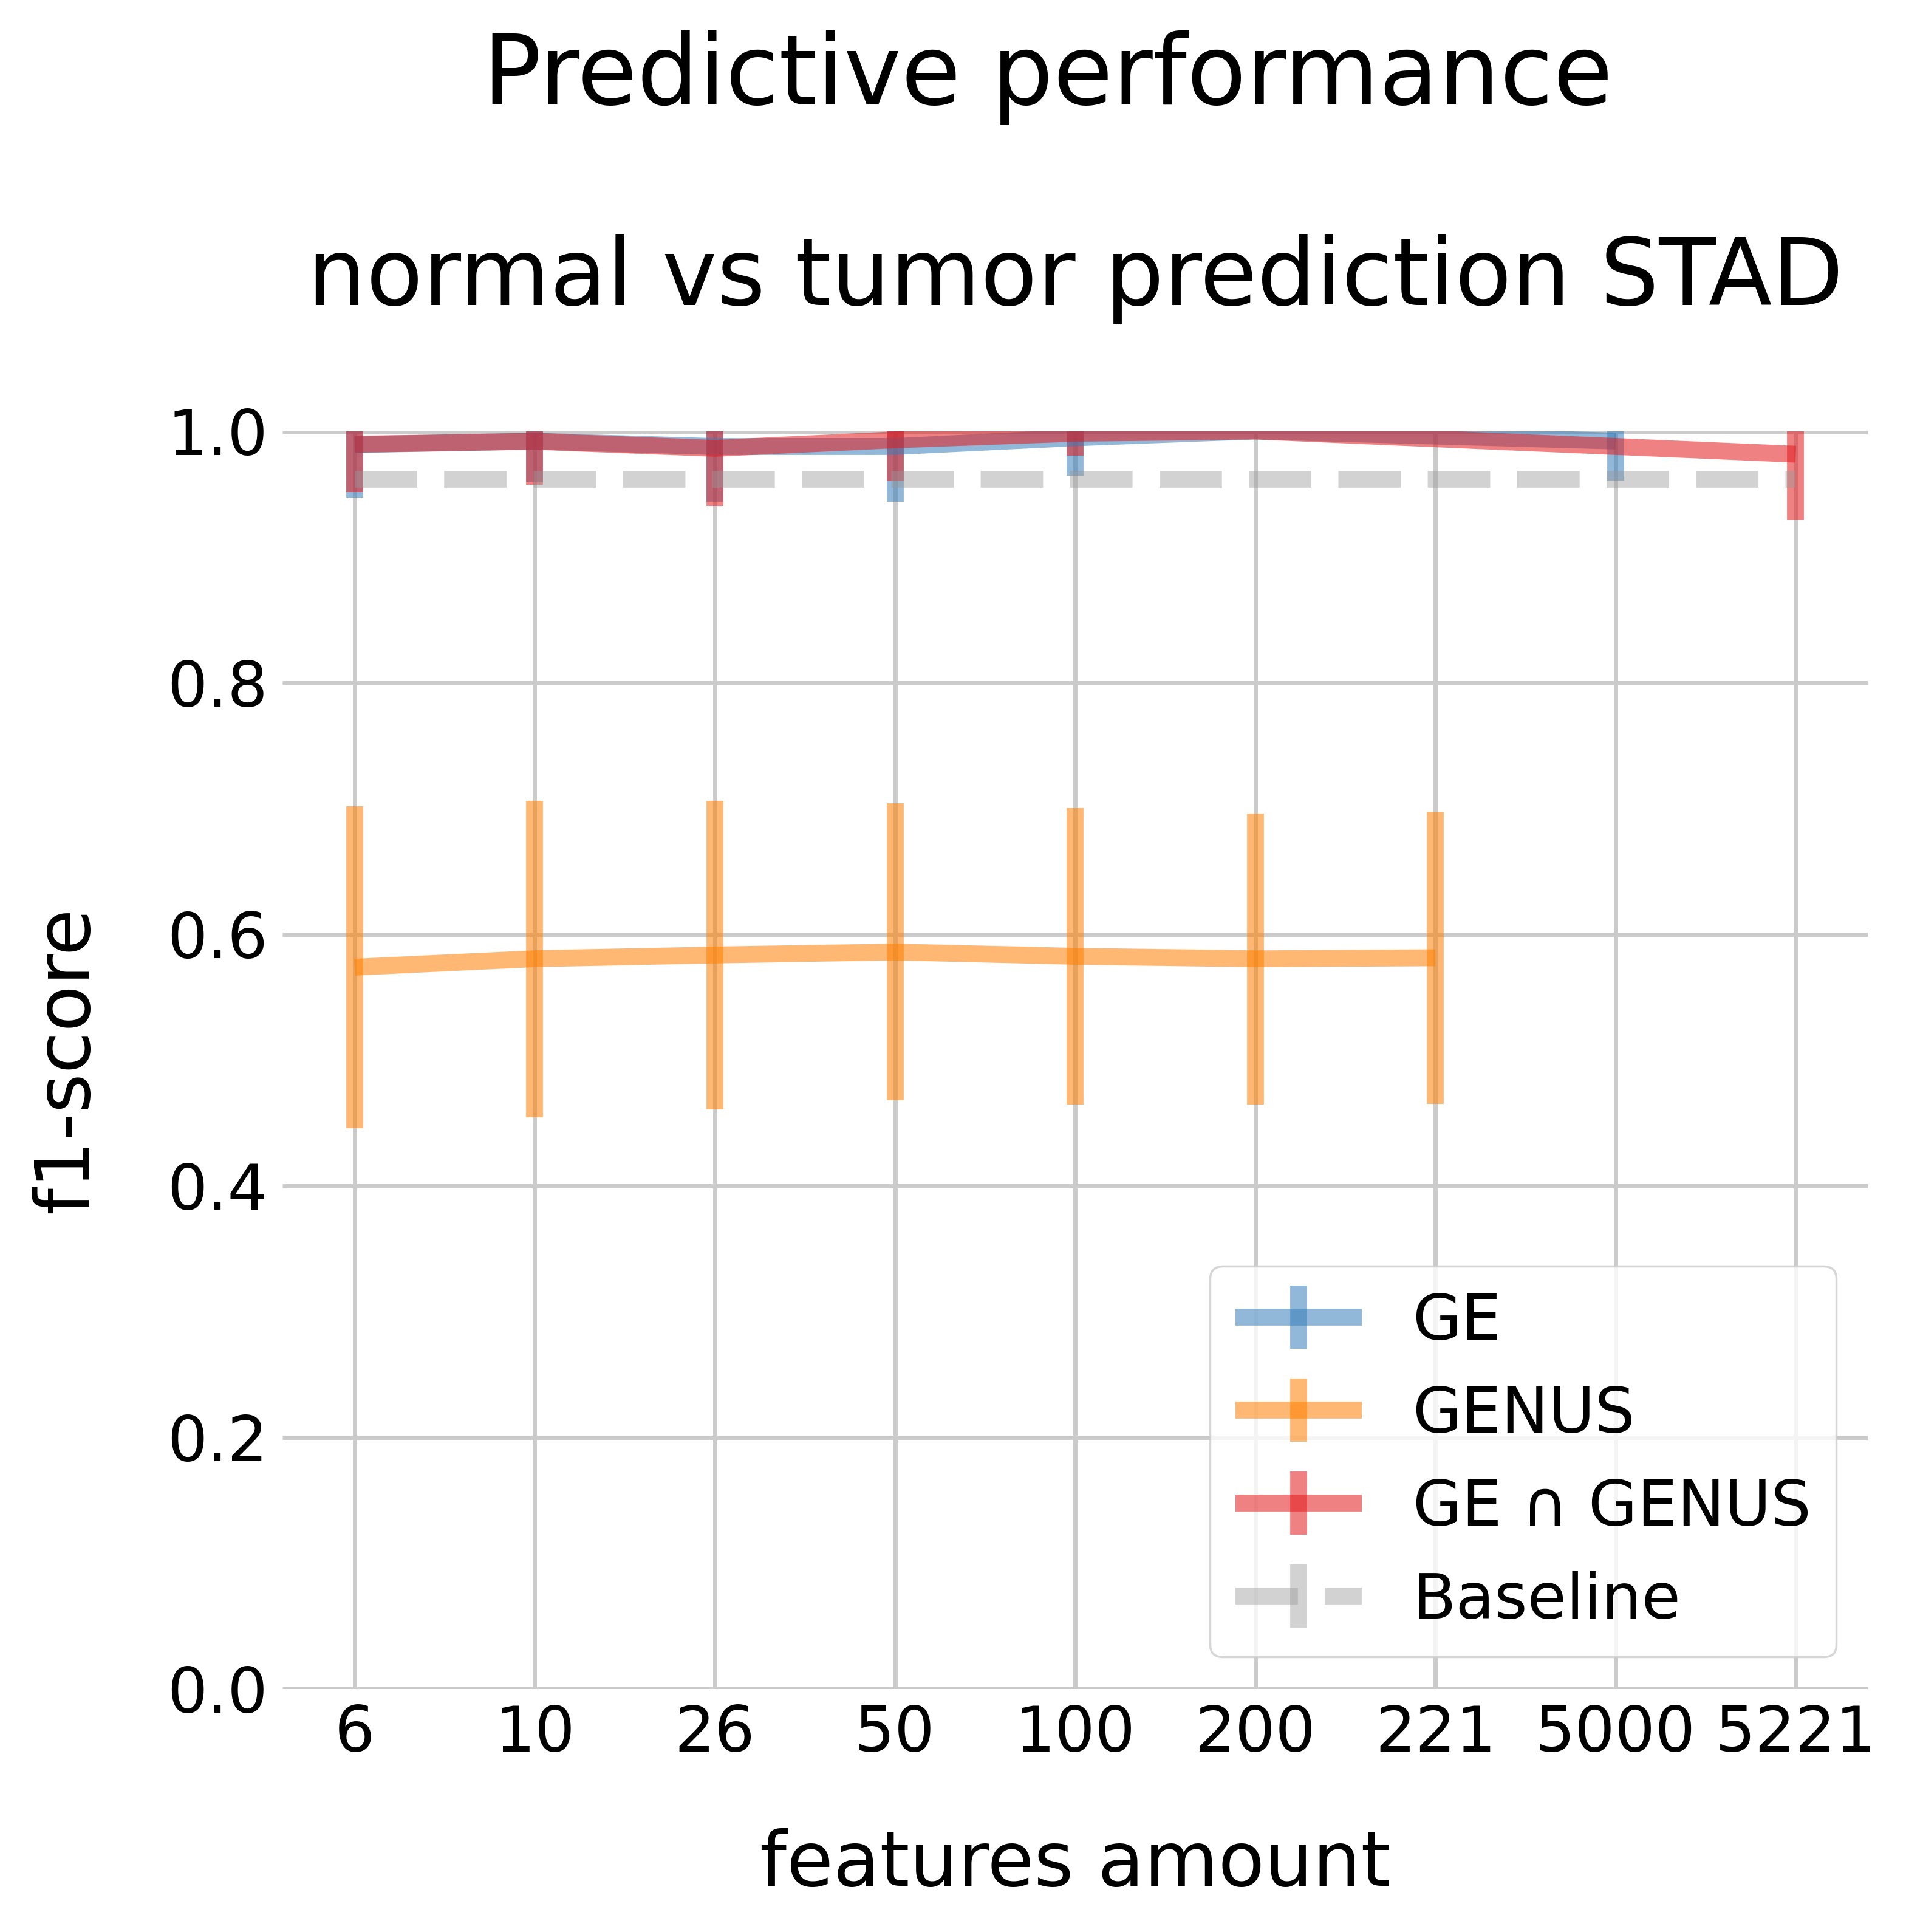 Predictive performance
normal vs tumor prediction STAD
1.0
0.8
0.6
0.4
0.2
0.0
f1-score
GE
GENUS
GE ∩ GENUS
Baseline
6 10 26 50 100 200 221 5000 5221
features amount